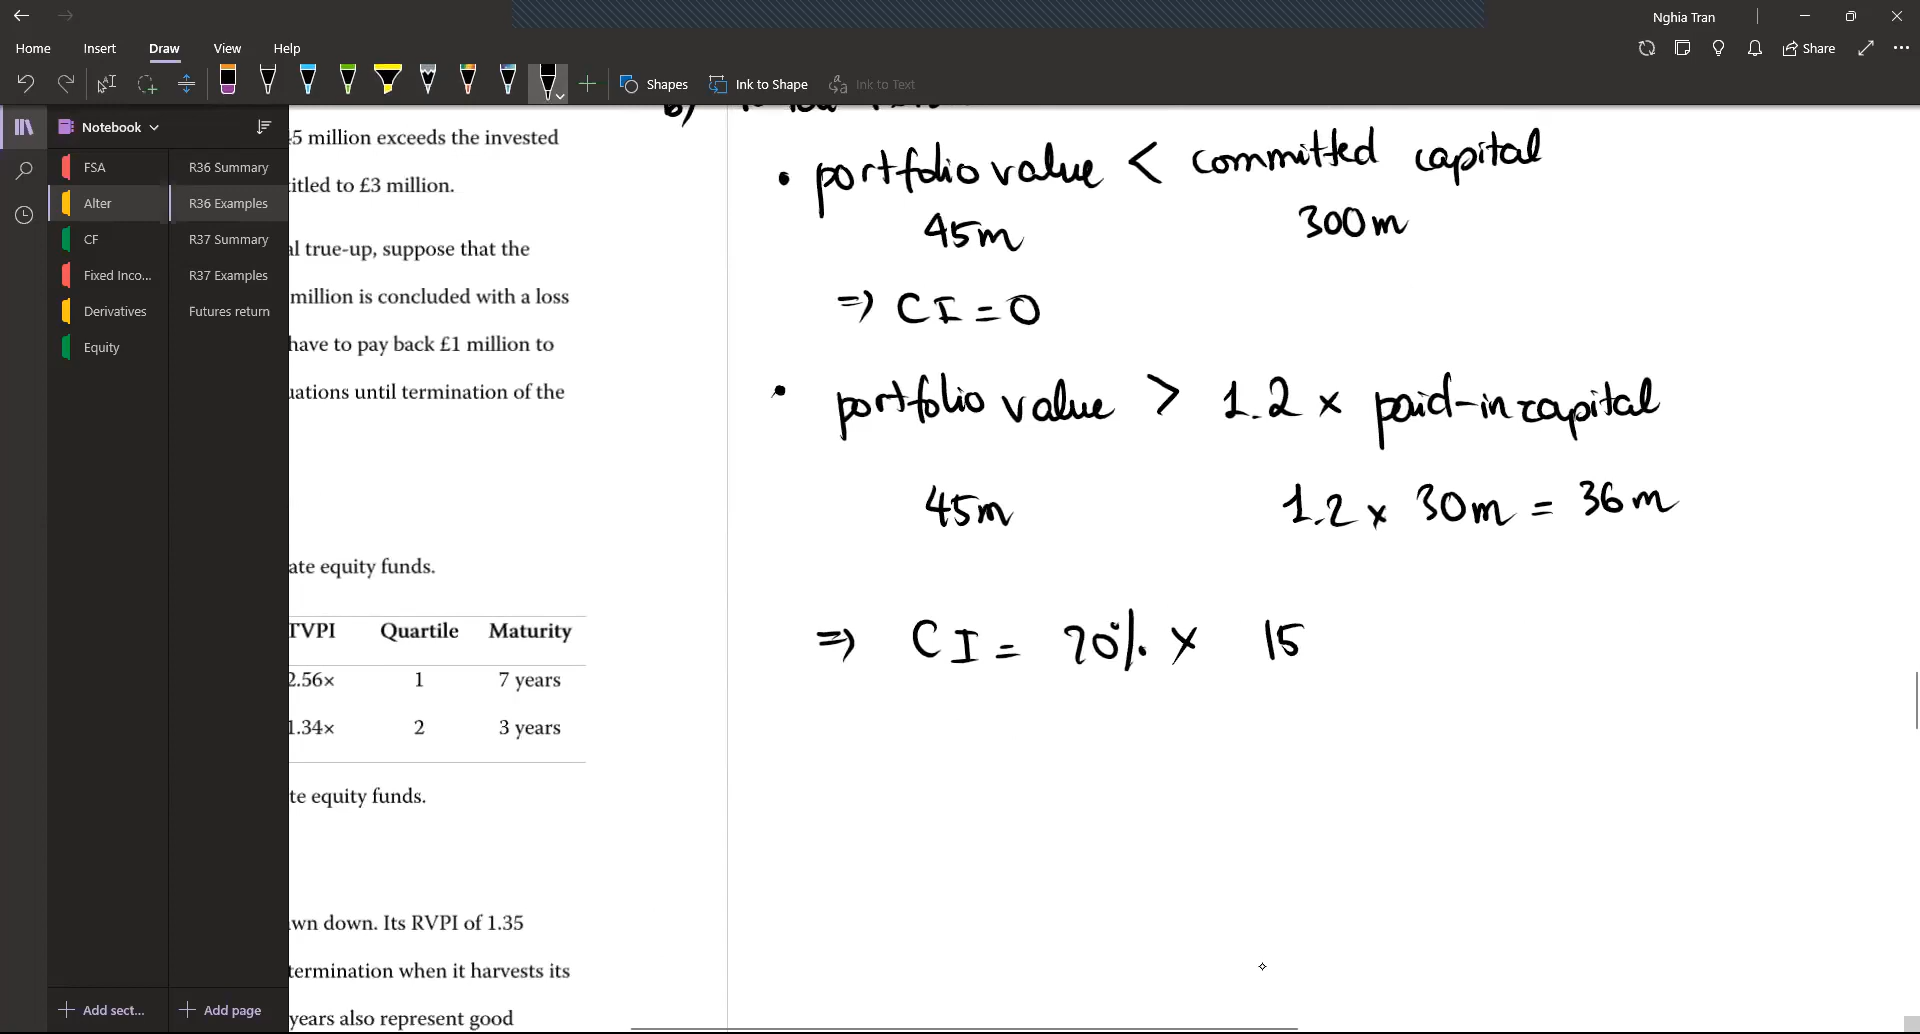 Nghia Tran
Home Insert Draw View Help
Share
Shapes Ink to Shape Ink to Text
Notebook
FSA
Alter
CF
Fixed Inco...
Derivatives
Equity
R36 Summary
R36 Examples
R37 Summary
R37 Examples
Futures return
Add sect... Add page
45 million exceeds the invested
titled to £3 million.
al true-up, suppose that the
million is concluded with a loss
have to pay back £1 million to
uations until termination of the
ate equity funds.
TVPI Quartile Maturity
2.56× 1 7 years
1.34× 2 3 years
te equity funds.
wn down. Its RVPI of 1.35
termination when it harvests its
years also represent good
b)
• portfolio value < committed capital
45m 300m
⇒ CI = 0
• portfolio value > 1.2 × paid-in capital
45m 1.2 × 30m = 36m
⇒ CI = 20% × 15